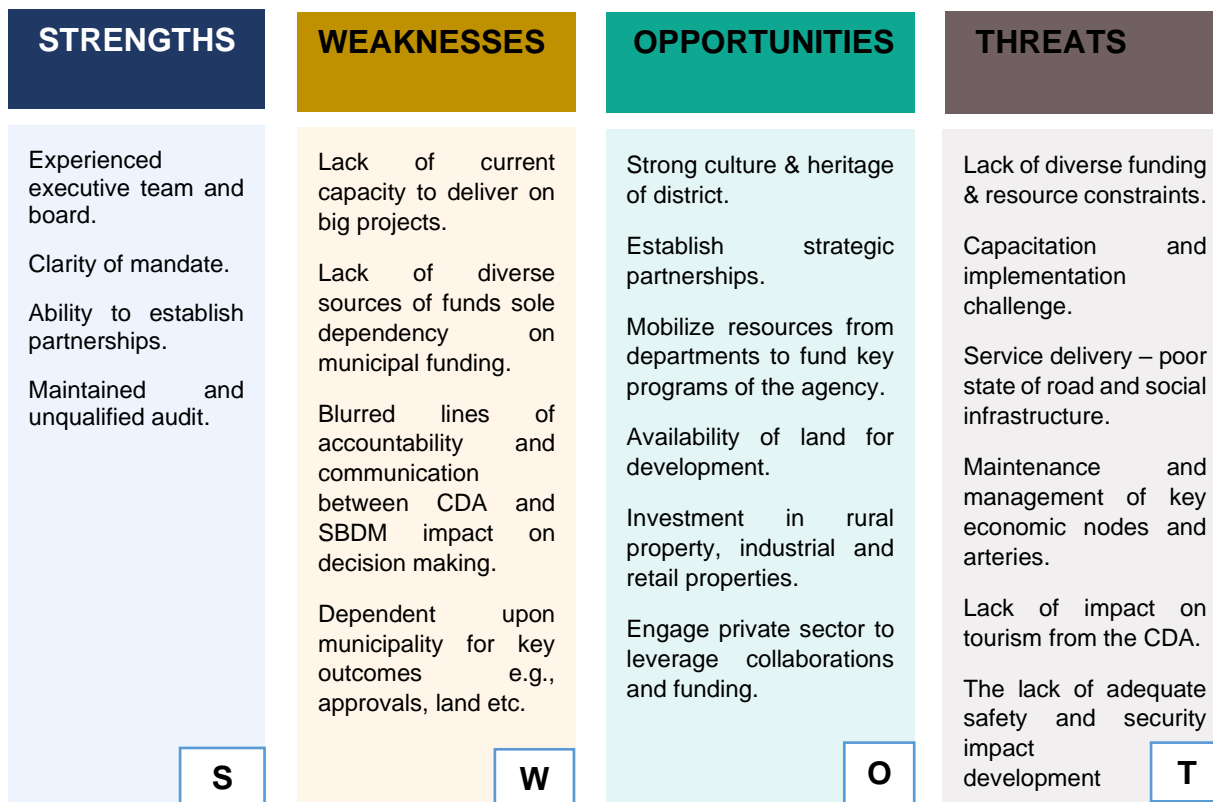 STRENGTHS
Experienced
executive team and
board.
Clarity of mandate.
Ability to establish
partnerships.
Maintained and
unqualified audit.
S
WEAKNESSES
Lack of current
capacity to deliver on
big projects.
Lack of diverse
sources of funds sole
dependency on
municipal funding.
Blurred lines of
accountability and
communication
between CDA and
SBDM impact on
decision making.
Dependent upon
municipality for key
outcomes e.g.,
approvals, land etc.
W
OPPORTUNITIES
Strong culture & heritage
of district.
Establish strategic
partnerships.
Mobilize resources from
departments to fund key
programs of the agency.
Availability of land for
development.
Investment in rural
property, industrial and
retail properties.
Engage private sector to
leverage collaborations
and funding.
O
THREATS
Lack of diverse funding
& resource constraints.
Capacitation and
implementation
challenge.
Service delivery – poor
state of road and social
infrastructure.
Maintenance and
management of key
economic nodes and
arteries.
Lack of impact on
tourism from the CDA.
The lack of adequate
safety and security
impact
development
T